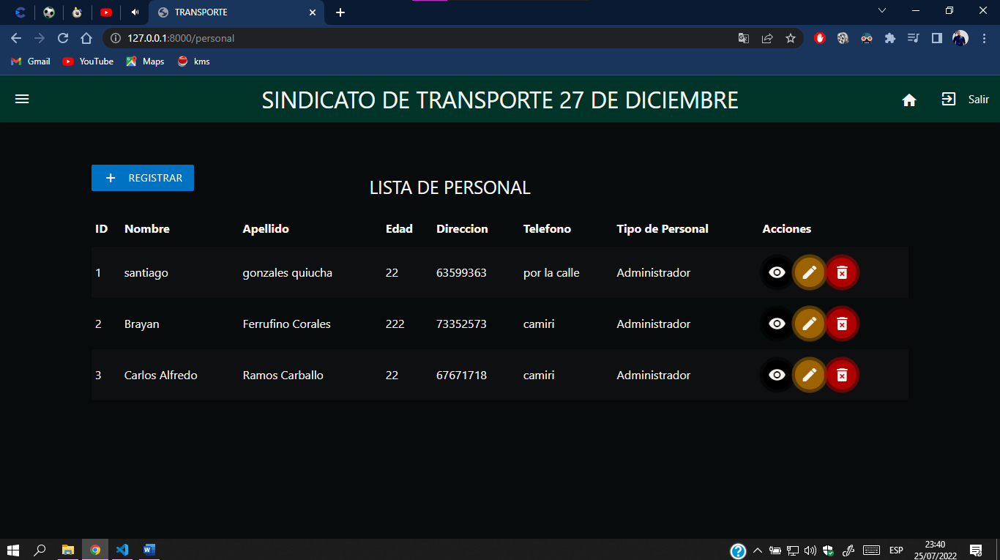 TRANSPORTE
127.0.0.1:8000/personal
Gmail YouTube Maps kms
SINDICATO DE TRANSPORTE 27 DE DICIEMBRE
Salir
REGISTRAR
LISTA DE PERSONAL
ID Nombre Apellido Edad Direccion Telefono Tipo de Personal Acciones
1 santiago gonzales quiucha 22 63599363 por la calle Administrador
2 Brayan Ferrufino Corales 222 73352573 camiri Administrador
3 Carlos Alfredo Ramos Carballo 22 67671718 camiri Administrador
ESP
23:40
25/07/2022